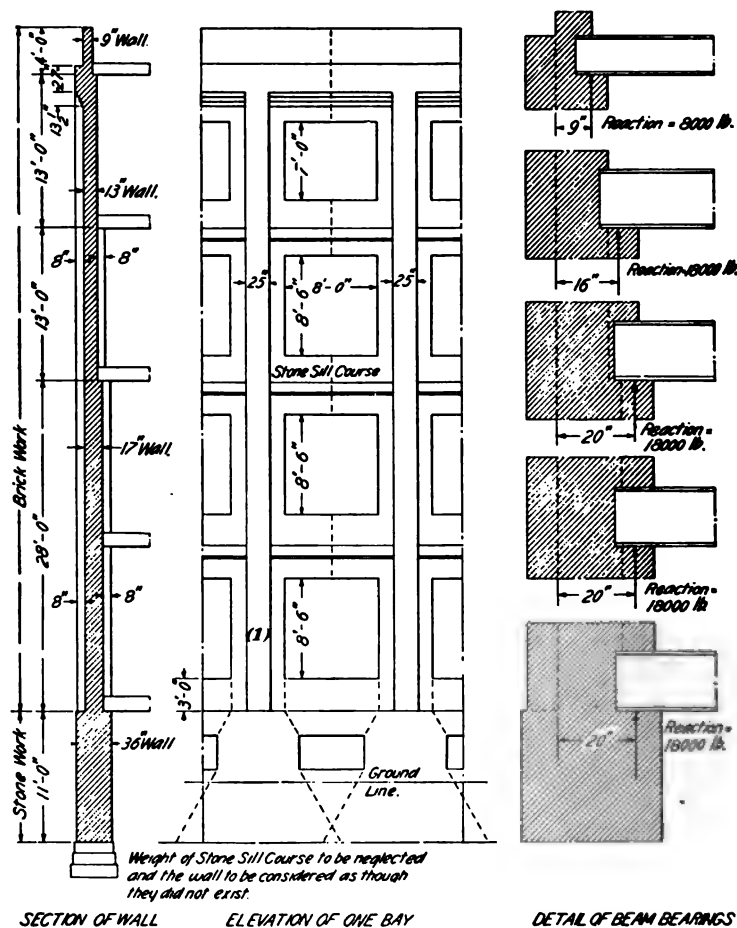 9" Wall.
4'-0"
27"
13½"
13'-0"
13" Wall.
8"
8"
13'-0"
Brick Work
17" Wall.
28'-0"
8"
8"
Stone Work
11'-0"
36" Wall
7'-0"
25"
8'-0"
25"
8'-6"
Stone Sill Course
8'-6"
(1)
8'-6"
3'-0"
Ground
Line.
Weight of Stone Sill Course to be neglected
and the wall to be considered as though
they did not exist.
9"
Reaction = 8000 lb.
16"
Reaction=18000 lb.
20"
Reaction =
18000 lb.
20"
Reaction =
18000 lb.
20"
Reaction =
18000 lb.
SECTION OF WALL
ELEVATION OF ONE BAY
DETAIL OF BEAM BEARINGS